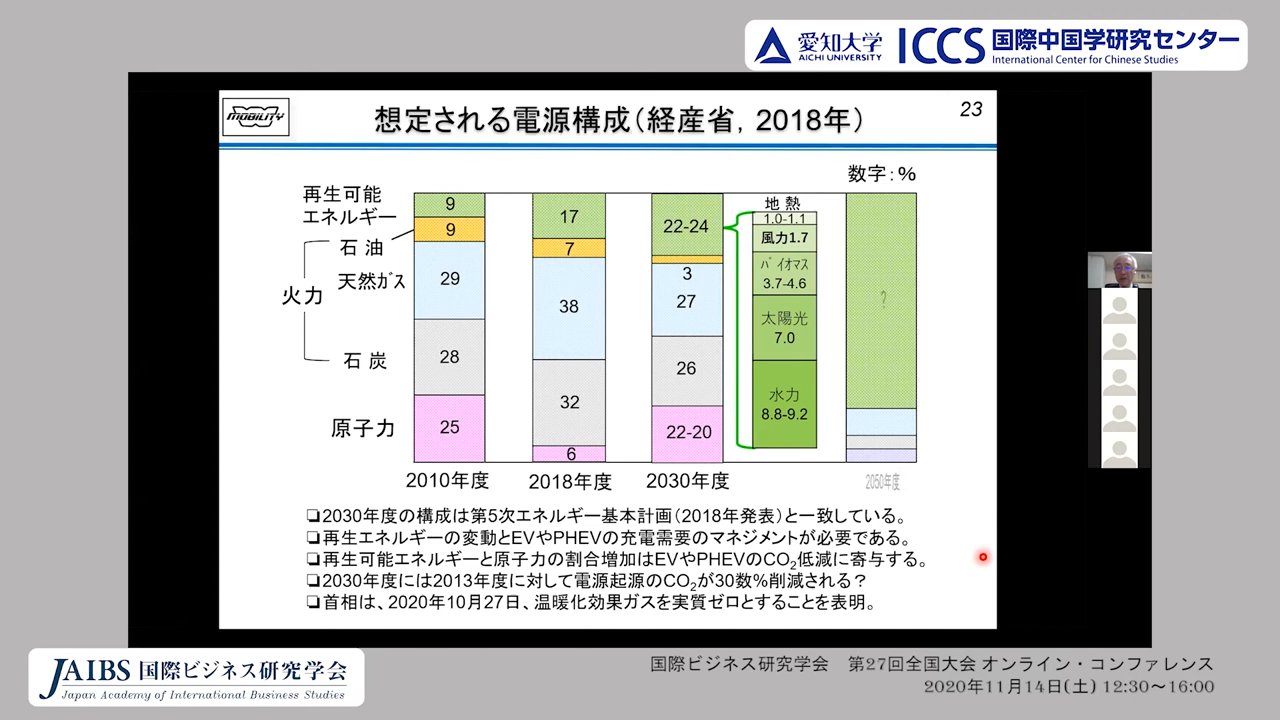 愛知大学
AICHI UNIVERSITY
ICCS 国際中国学研究センター
International Center for Chinese Studies
MOBILITY
想定される電源構成（経産省，2018年）
23
数字：%
再生可能
エネルギー
石油
火力
天然ガス
石炭
原子力
9
9
29
28
25
2010年度
17
7
38
32
6
2018年度
22-24
3
27
26
22-20
2030年度
地熱
1.0-1.1
風力1.7
バイオマス
3.7-4.6
太陽光
7.0
水力
8.8-9.2
?
2050年度
❏2030年度の構成は第5次エネルギー基本計画（2018年発表）と一致している。
❏再生エネルギーの変動とEVやPHEVの充電需要のマネジメントが必要である。
❏再生可能エネルギーと原子力の割合増加はEVやPHEVのCO₂低減に寄与する。
❏2030年度には2013年度に対して電源起源のCO₂が30数%削減される？
❏首相は、2020年10月27日、温暖化効果ガスを実質ゼロとすることを表明。
JAIBS 国際ビジネス研究学会
Japan Academy of International Business Studies
国際ビジネス研究学会　第27回全国大会 オンライン・コンファレンス
2020年11月14日(土) 12:30～16:00